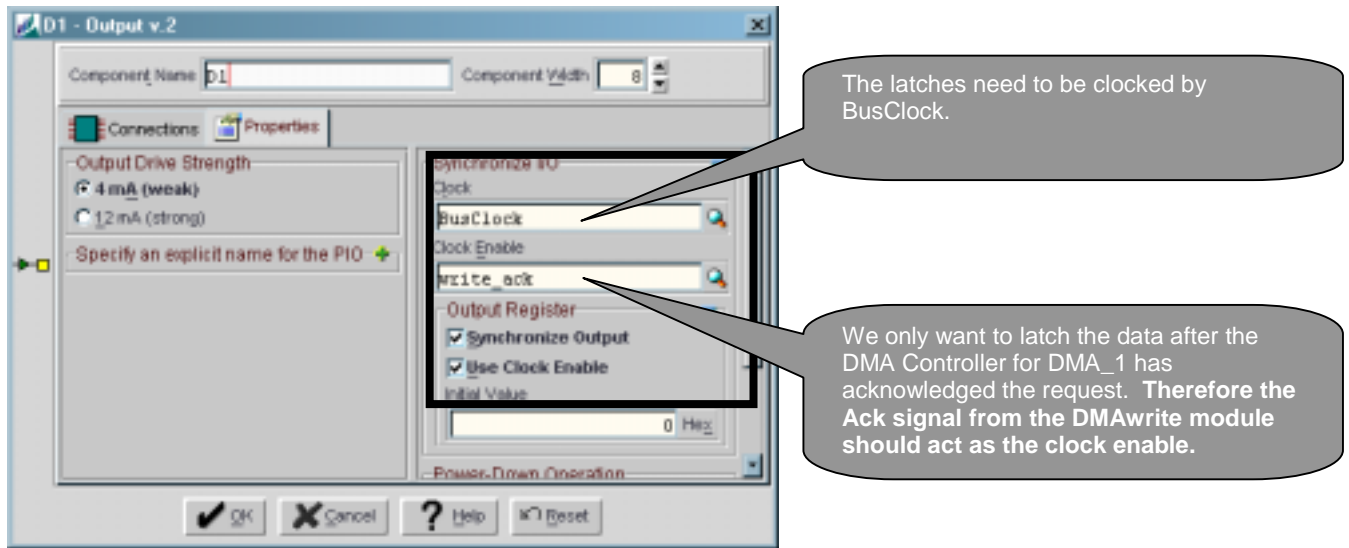 D1 - Output v.2
Component Name D1 Component Width 8
Connections Properties
Output Drive Strength
4 mA (weak)
12 mA (strong)
Specify an explicit name for the PIO
Synchronize I/O
Clock
BusClock
Clock Enable
write_ack
Output Register
Synchronize Output
Use Clock Enable
Initial Value
0 Hex
Power-Down Operation
OK Cancel Help Reset
The latches need to be clocked by
BusClock.
We only want to latch the data after the
DMA Controller for DMA_1 has
acknowledged the request. Therefore the
Ack signal from the DMAwrite module
should act as the clock enable.